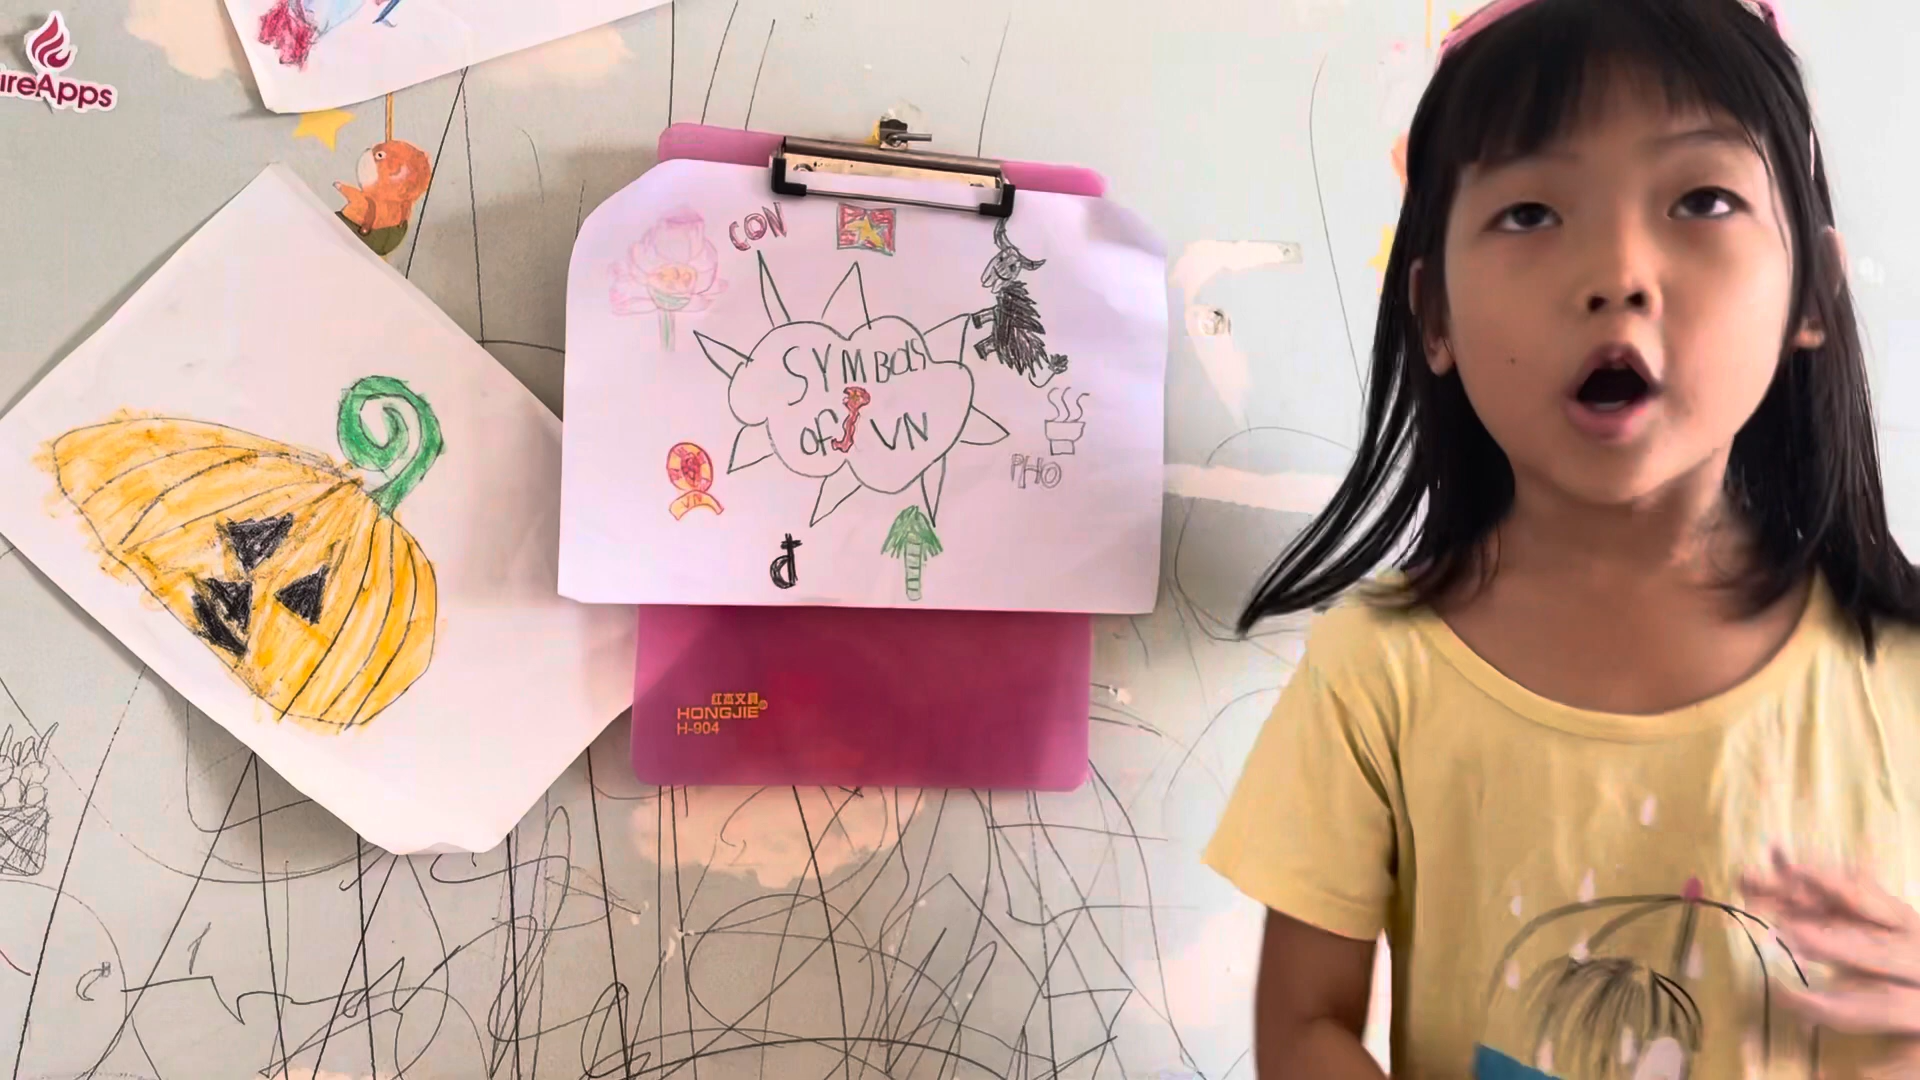 ireApps
CON
SYMBOLS
of VN
PHO
VN
đ
红杰文具®
HONGJIE
H-904